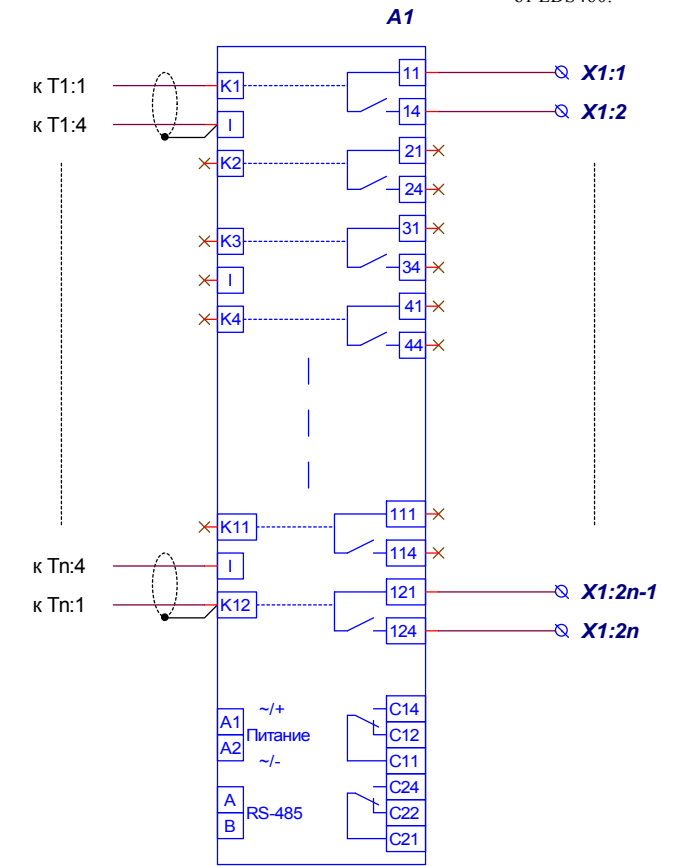 A1
к T1:1
K1
11
X1:1
к T1:4
I
14
X1:2
K2
21
24
K3
31
I
34
K4
41
44
K11
111
к Tn:4
I
114
к Tn:1
K12
121
X1:2n-1
124
X1:2n
A1
~/+
C14
Питание
C12
A2
~/-
C11
C24
A
RS-485
C22
B
C21